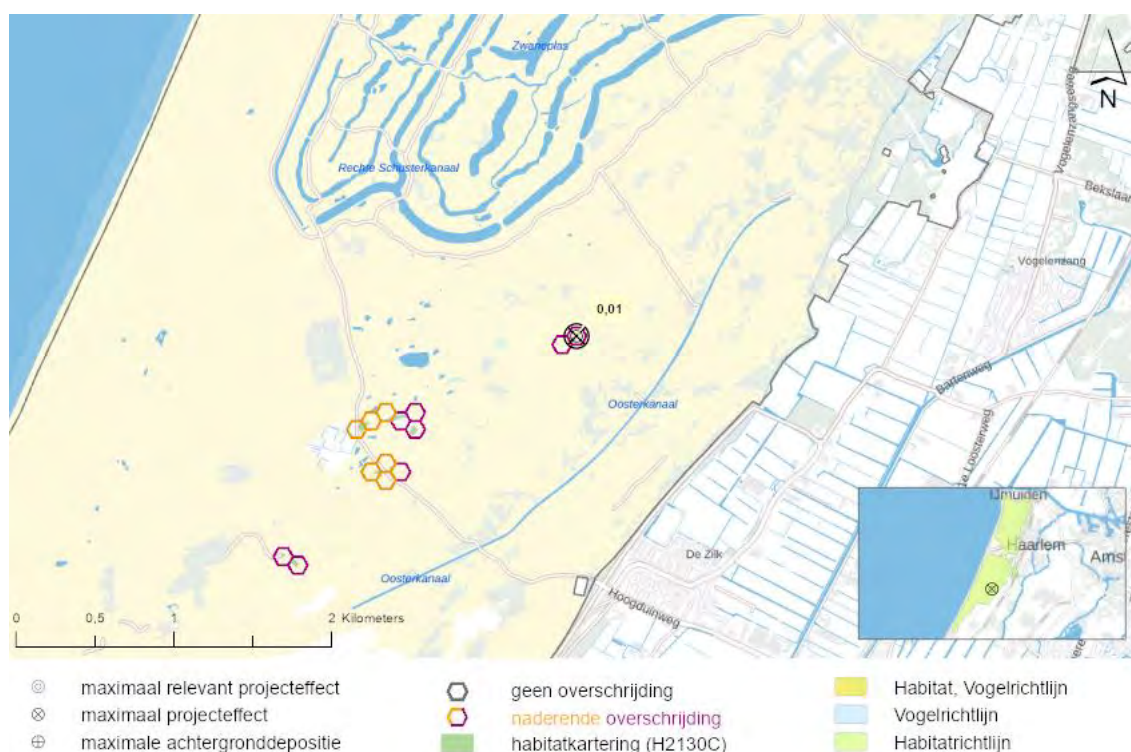 Zwaneplas
Rechte Schusterkanaal
N
Vogelenzangseweg
Bekslaan
Vogelenzang
0,01
Bartenweg
Oosterkanaal
de Loosterweg
De Zilk
Oosterkanaal
Hoogduinweg
IJmuiden
Haarlem
Ams
0 0,5 1 2 Kilometers
maximaal relevant projecteffect
maximaal projecteffect
maximale achtergronddepositie
geen overschrijding
naderende overschrijding
habitatkartering (H2130C)
Habitat, Vogelrichtlijn
Vogelrichtlijn
Habitatrichtlijn